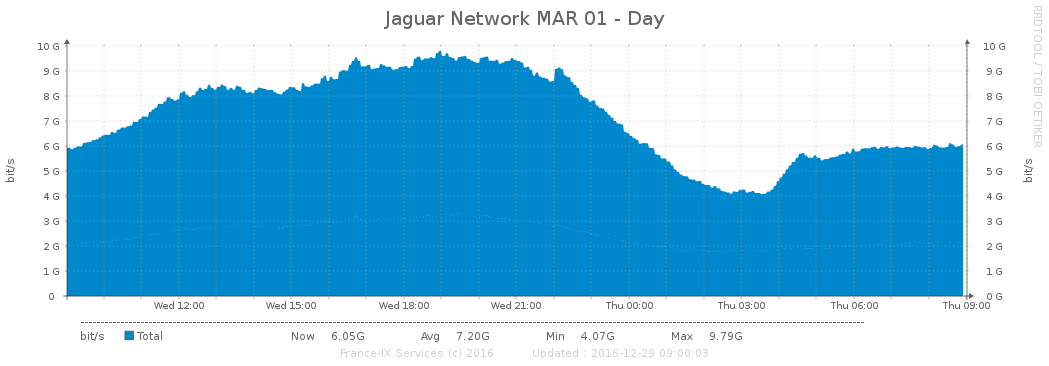 Jaguar Network MAR 01 - Day
RRDTOOL / TOBI OETIKER
bit/s
10 G
9 G
8 G
7 G
6 G
5 G
4 G
3 G
2 G
1 G
0
10 G
9 G
8 G
7 G
6 G
5 G
4 G
3 G
2 G
1 G
0 G
bit/s
Wed 12:00 Wed 15:00 Wed 18:00 Wed 21:00 Thu 00:00 Thu 03:00 Thu 06:00 Thu 09:00
bit/s Total Now 6.05G Avg 7.20G Min 4.07G Max 9.79G
France-IX Services (c) 2016 Updated : 2016-12-29 09:00:03